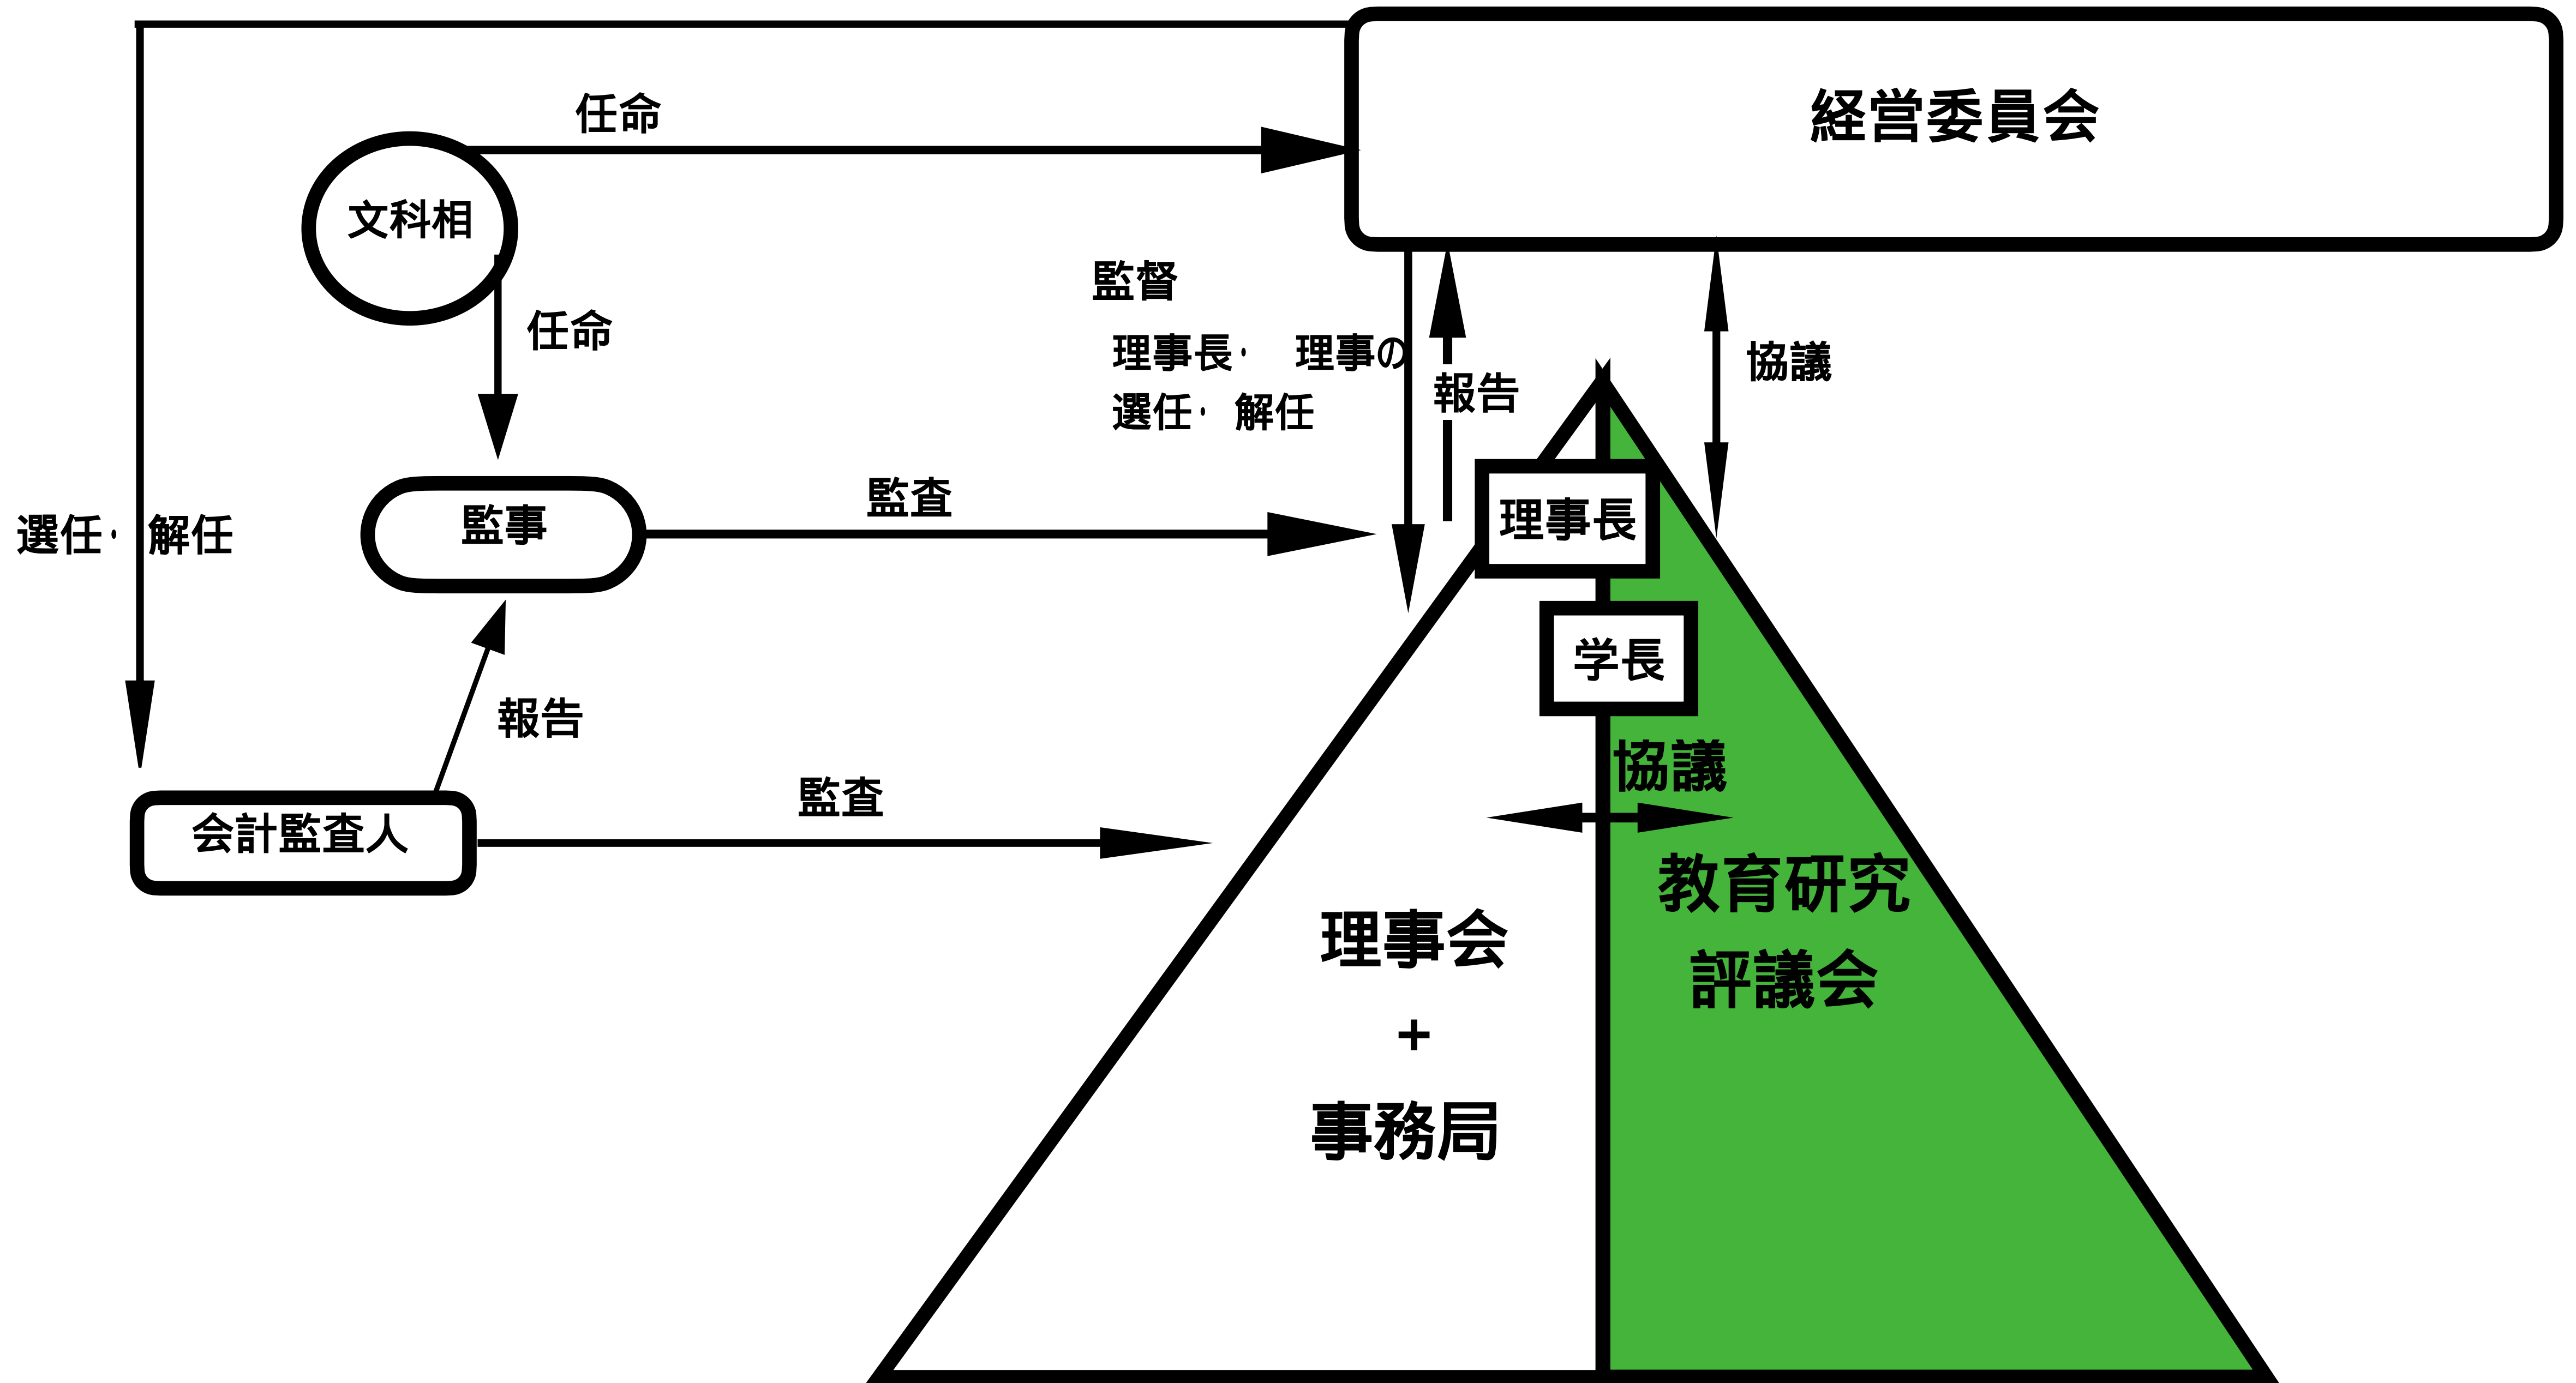 経営委員会
任命
文科相
監督
任命
理事長・ 理事の
選任・ 解任
報告
協議
監査
監事
理事長
選任・ 解任
学長
報告
協議
監査
会計監査人
教育研究
評議会
理事会
+
事務局